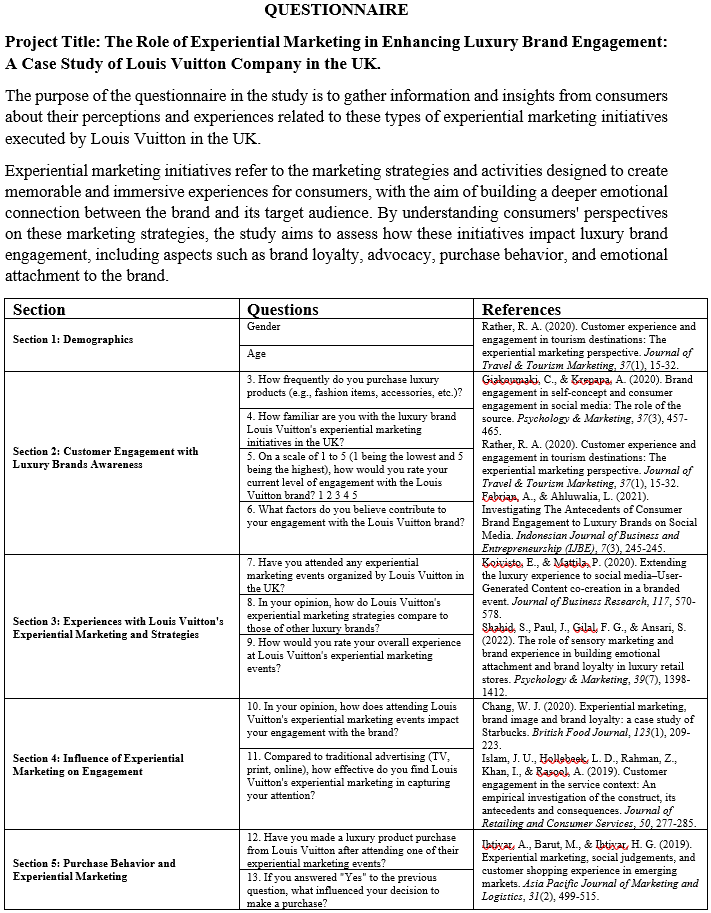 QUESTIONNAIRE
Project Title: The Role of Experiential Marketing in Enhancing Luxury Brand Engagement:
A Case Study of Louis Vuitton Company in the UK.
The purpose of the questionnaire in the study is to gather information and insights from consumers
about their perceptions and experiences related to these types of experiential marketing initiatives
executed by Louis Vuitton in the UK.
Experiential marketing initiatives refer to the marketing strategies and activities designed to create
memorable and immersive experiences for consumers, with the aim of building a deeper emotional
connection between the brand and its target audience. By understanding consumers' perspectives
on these marketing strategies, the study aims to assess how these initiatives impact luxury brand
engagement, including aspects such as brand loyalty, advocacy, purchase behavior, and emotional
attachment to the brand.
Section
Questions
References
Section 1: Demographics
Gender
Age
Rather, R. A. (2020). Customer experience and
engagement in tourism destinations: The
experiential marketing perspective. Journal of
Travel & Tourism Marketing, 37(1), 15-32.
Section 2: Customer Engagement with
Luxury Brands Awareness
3. How frequently do you purchase luxury
products (e.g., fashion items, accessories, etc.)?
4. How familiar are you with the luxury brand
Louis Vuitton's experiential marketing
initiatives in the UK?
5. On a scale of 1 to 5 (1 being the lowest and 5
being the highest), how would you rate your
current level of engagement with the Louis
Vuitton brand? 1 2 3 4 5
6. What factors do you believe contribute to
your engagement with the Louis Vuitton brand?
Giakoumaki, C., & Krepapa, A. (2020). Brand
engagement in self-concept and consumer
engagement in social media: The role of the
source. Psychology & Marketing, 37(3), 457-
465.
Rather, R. A. (2020). Customer experience and
engagement in tourism destinations: The
experiential marketing perspective. Journal of
Travel & Tourism Marketing, 37(1), 15-32.
Febrian, A., & Ahluwalia, L. (2021).
Investigating The Antecedents of Consumer
Brand Engagement to Luxury Brands on Social
Media. Indonesian Journal of Business and
Entrepreneurship (IJBE), 7(3), 245-245.
Section 3: Experiences with Louis Vuitton's
Experiential Marketing and Strategies
7. Have you attended any experiential
marketing events organized by Louis Vuitton in
the UK?
8. In your opinion, how do Louis Vuitton's
experiential marketing strategies compare to
those of other luxury brands?
9. How would you rate your overall experience
at Louis Vuitton's experiential marketing
events?
Koivisto, E., & Mattila, P. (2020). Extending
the luxury experience to social media–User-
Generated Content co-creation in a branded
event. Journal of Business Research, 117, 570-
578.
Shahid, S., Paul, J., Gilal, F. G., & Ansari, S.
(2022). The role of sensory marketing and
brand experience in building emotional
attachment and brand loyalty in luxury retail
stores. Psychology & Marketing, 39(7), 1398-
1412.
Section 4: Influence of Experiential
Marketing on Engagement
10. In your opinion, how does attending Louis
Vuitton's experiential marketing events impact
your engagement with the brand?
11. Compared to traditional advertising (TV,
print, online), how effective do you find Louis
Vuitton's experiential marketing in capturing
your attention?
Chang, W. J. (2020). Experiential marketing,
brand image and brand loyalty: a case study of
Starbucks. British Food Journal, 123(1), 209-
223.
Islam, J. U., Hollebeek, L. D., Rahman, Z.,
Khan, I., & Rasool, A. (2019). Customer
engagement in the service context: An
empirical investigation of the construct, its
antecedents and consequences. Journal of
Retailing and Consumer Services, 50, 277-285.
Section 5: Purchase Behavior and
Experiential Marketing
12. Have you made a luxury product purchase
from Louis Vuitton after attending one of their
experiential marketing events?
13. If you answered "Yes" to the previous
question, what influenced your decision to
make a purchase?
Ihtiyar, A., Barut, M., & Ihtiyar, H. G. (2019).
Experiential marketing, social judgements, and
customer shopping experience in emerging
markets. Asia Pacific Journal of Marketing and
Logistics, 31(2), 499-515.